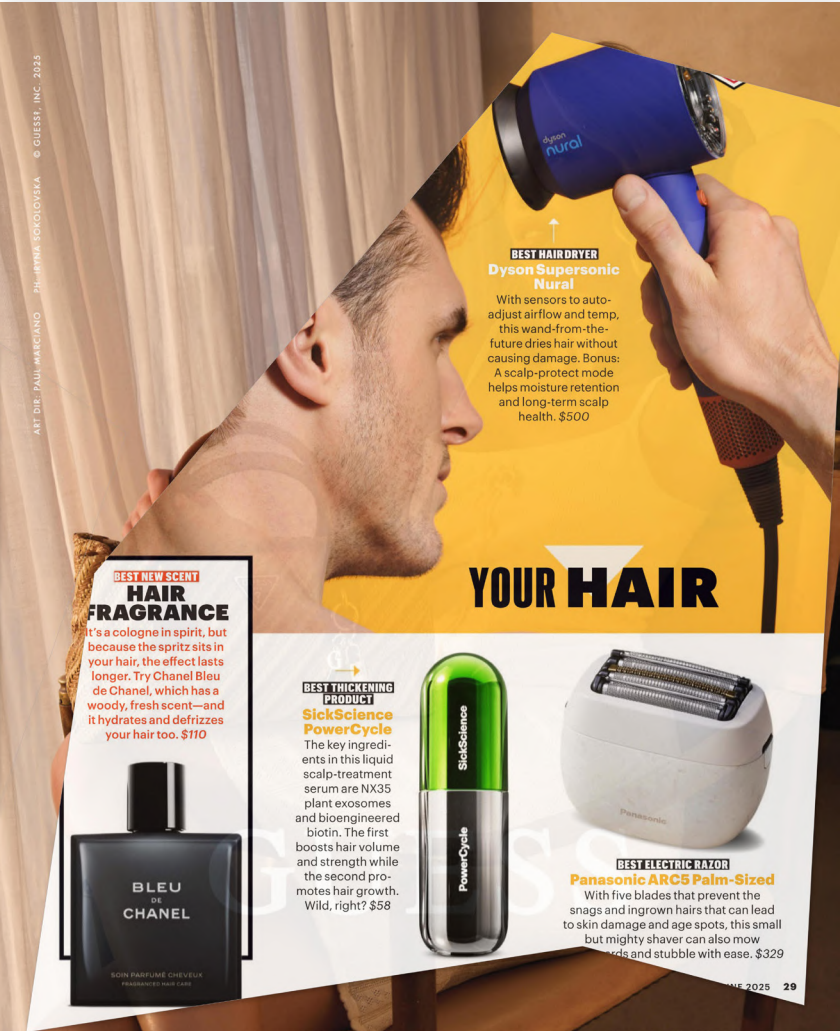 © GUESS?, INC. 2025
PH: IRYNA SOKOLOVSKA
ART DIR: PAUL MARCIANO
dyson
nural
BEST HAIR DRYER
Dyson Supersonic
Nural
With sensors to auto-
adjust airflow and temp,
this wand-from-the-
future dries hair without
causing damage. Bonus:
A scalp-protect mode
helps moisture retention
and long-term scalp
health. $500
YOUR HAIR
BEST NEW SCENT
HAIR
FRAGRANCE
It's a cologne in spirit, but
because the spritz sits in
your hair, the effect lasts
longer. Try Chanel Bleu
de Chanel, which has a
woody, fresh scent—and
it hydrates and defrizzes
your hair too. $110
BLEU
DE
CHANEL
SOIN PARFUMÉ CHEVEUX
FRAGRANCED HAIR CARE
BEST THICKENING
PRODUCT
SickScience
PowerCycle
The key ingredi-
ents in this liquid
scalp-treatment
serum are NX35
plant exosomes
and bioengineered
biotin. The first
boosts hair volume
and strength while
the second pro-
motes hair growth.
Wild, right? $58
SickScience
PowerCycle
Panasonic
BEST ELECTRIC RAZOR
Panasonic ARC5 Palm-Sized
With five blades that prevent the
snags and ingrown hairs that can lead
to skin damage and age spots, this small
but mighty shaver can also mow
rds and stubble with ease. $329
GUESS
NE 2025 29